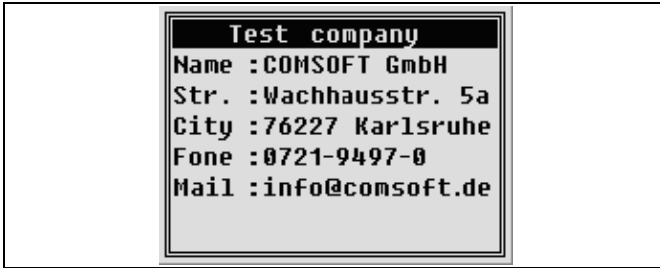 Test company
Name :COMSOFT GmbH
Str. :Wachhausstr. 5a
City :76227 Karlsruhe
Fone :0721-9497-0
Mail :info@comsoft.de